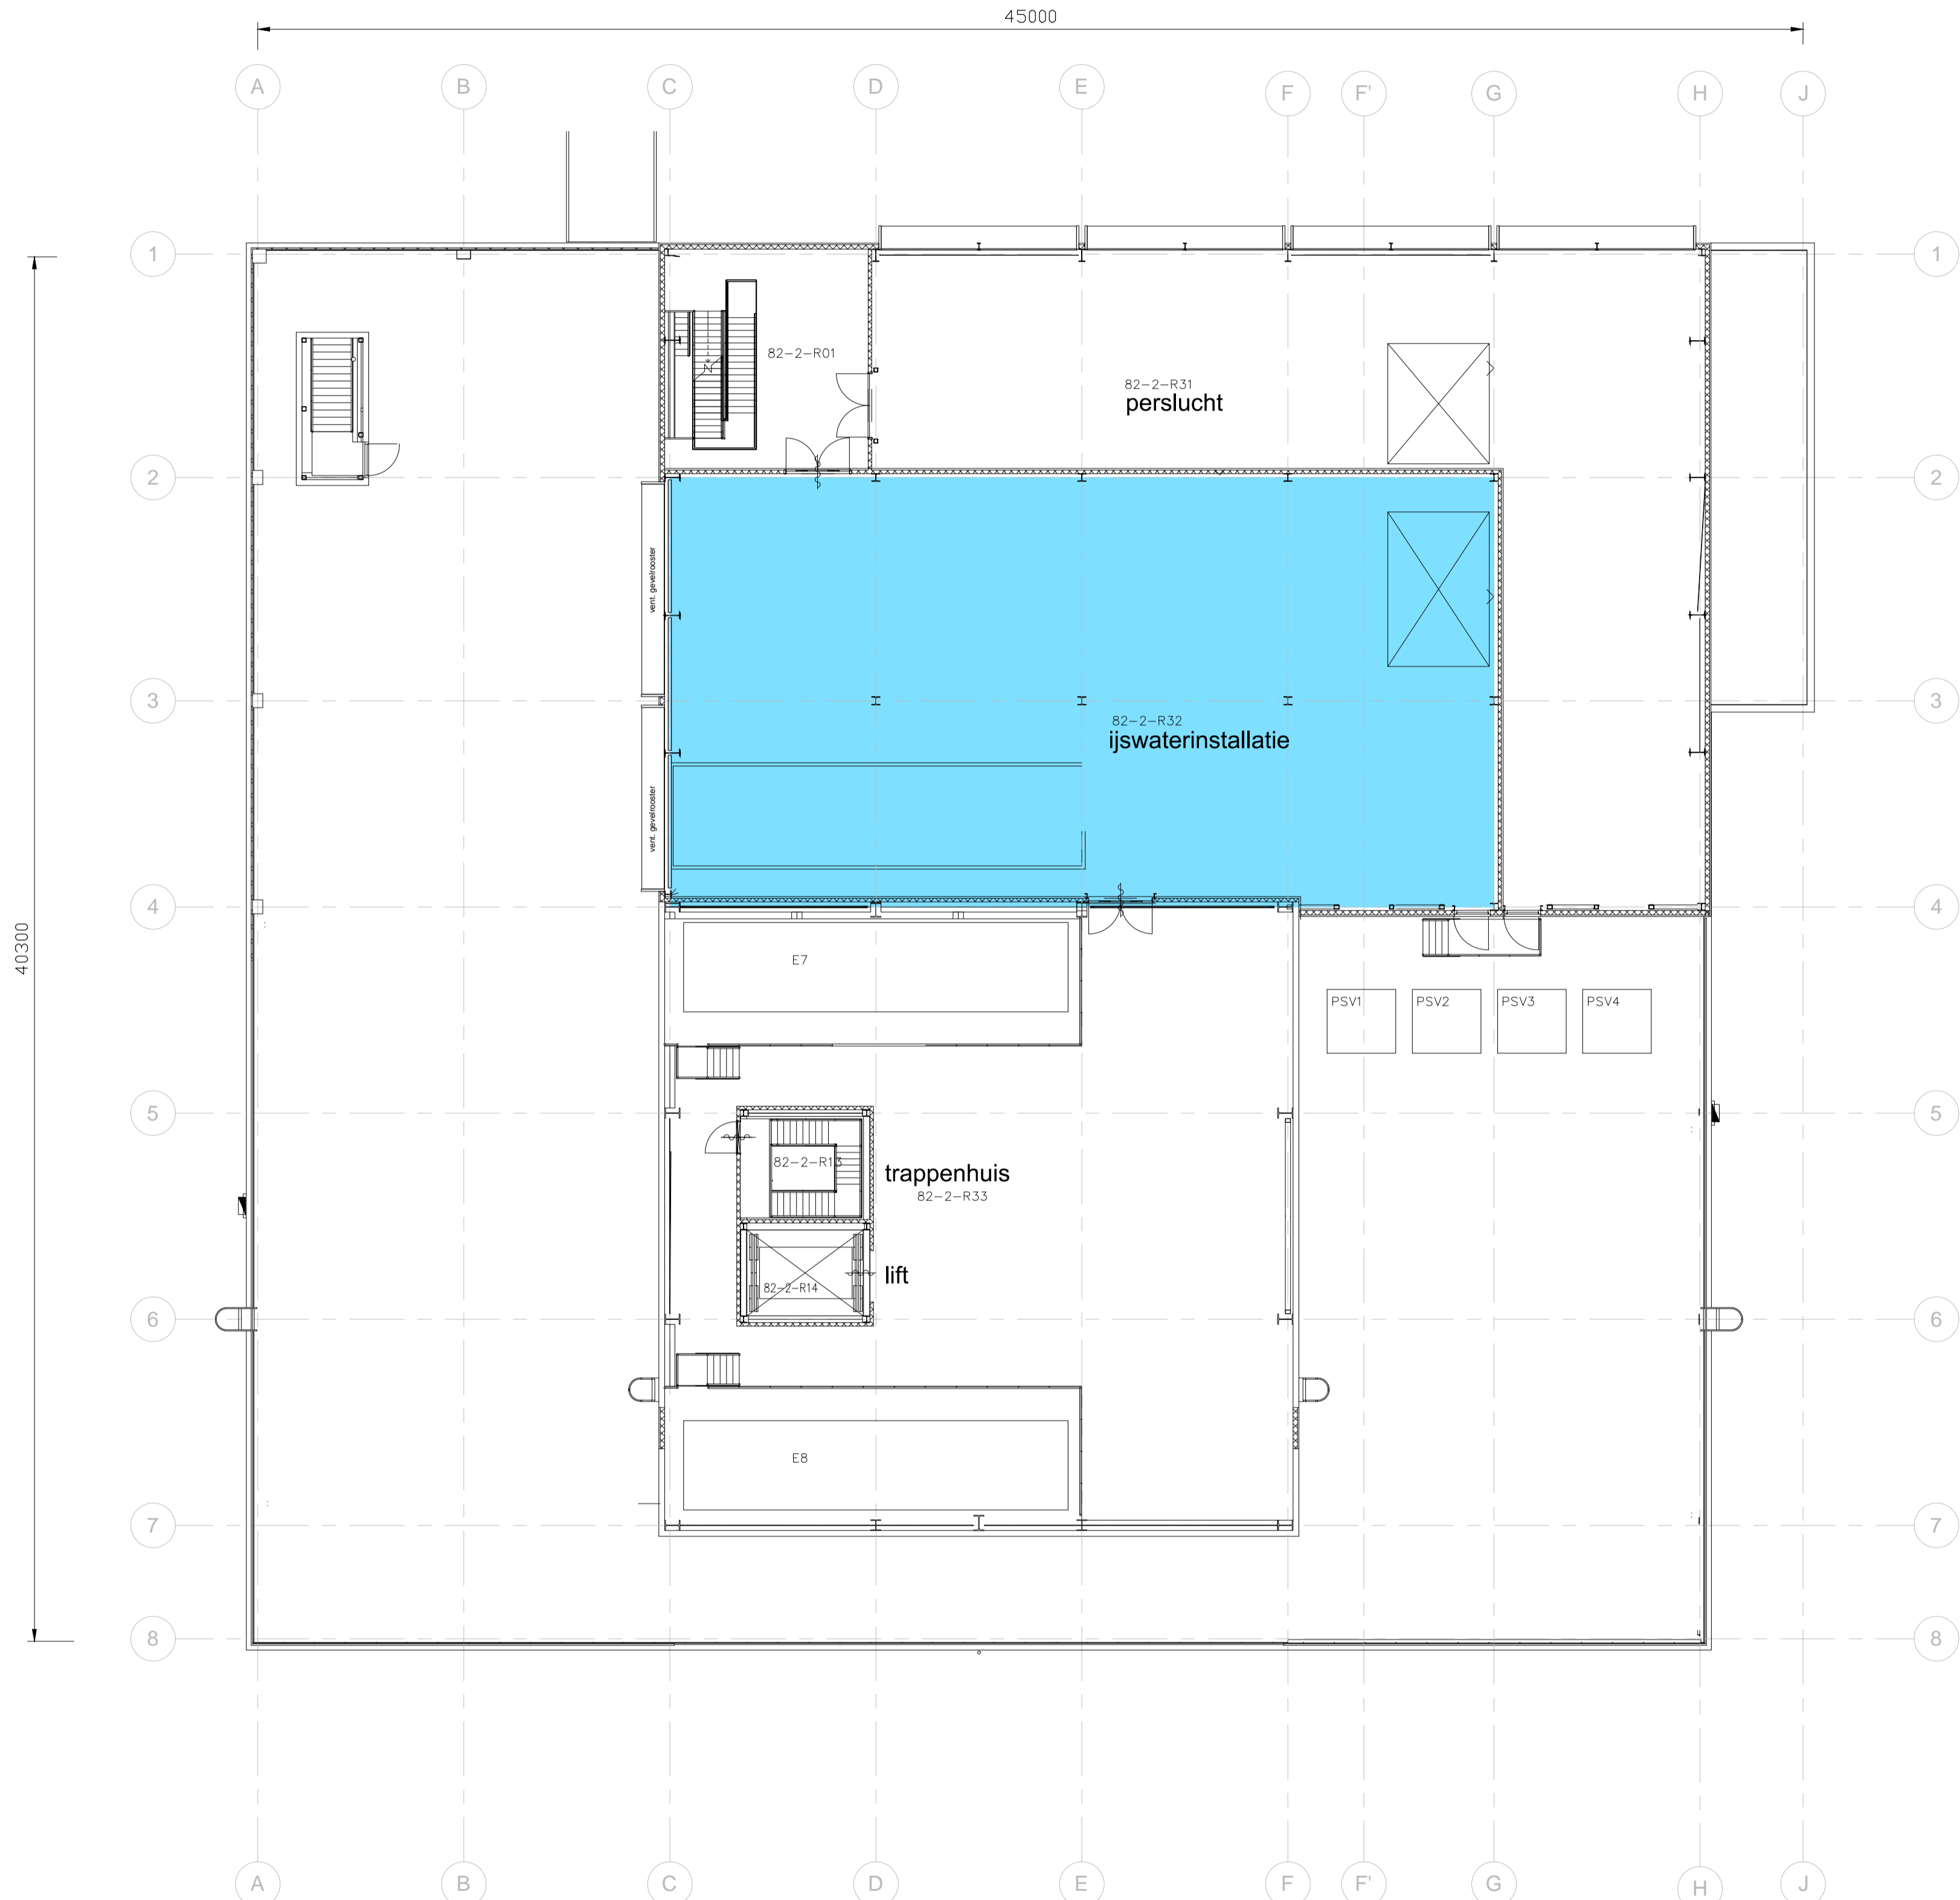 45000
A B C D E F F' G H J
1 1
82-2-R01
82-2-R31
perslucht
2 2
vent. gevelrooster
3 3
82-2-R32
ijswaterinstallatie
vent. gevelrooster
4 4
40300
E7
PSV1 PSV2 PSV3 PSV4
5 5
82-2-R13
trappenhuis
82-2-R33
lift
82-2-R14
6 6
E8
7 7
8 8
A B C D E F F' G H J